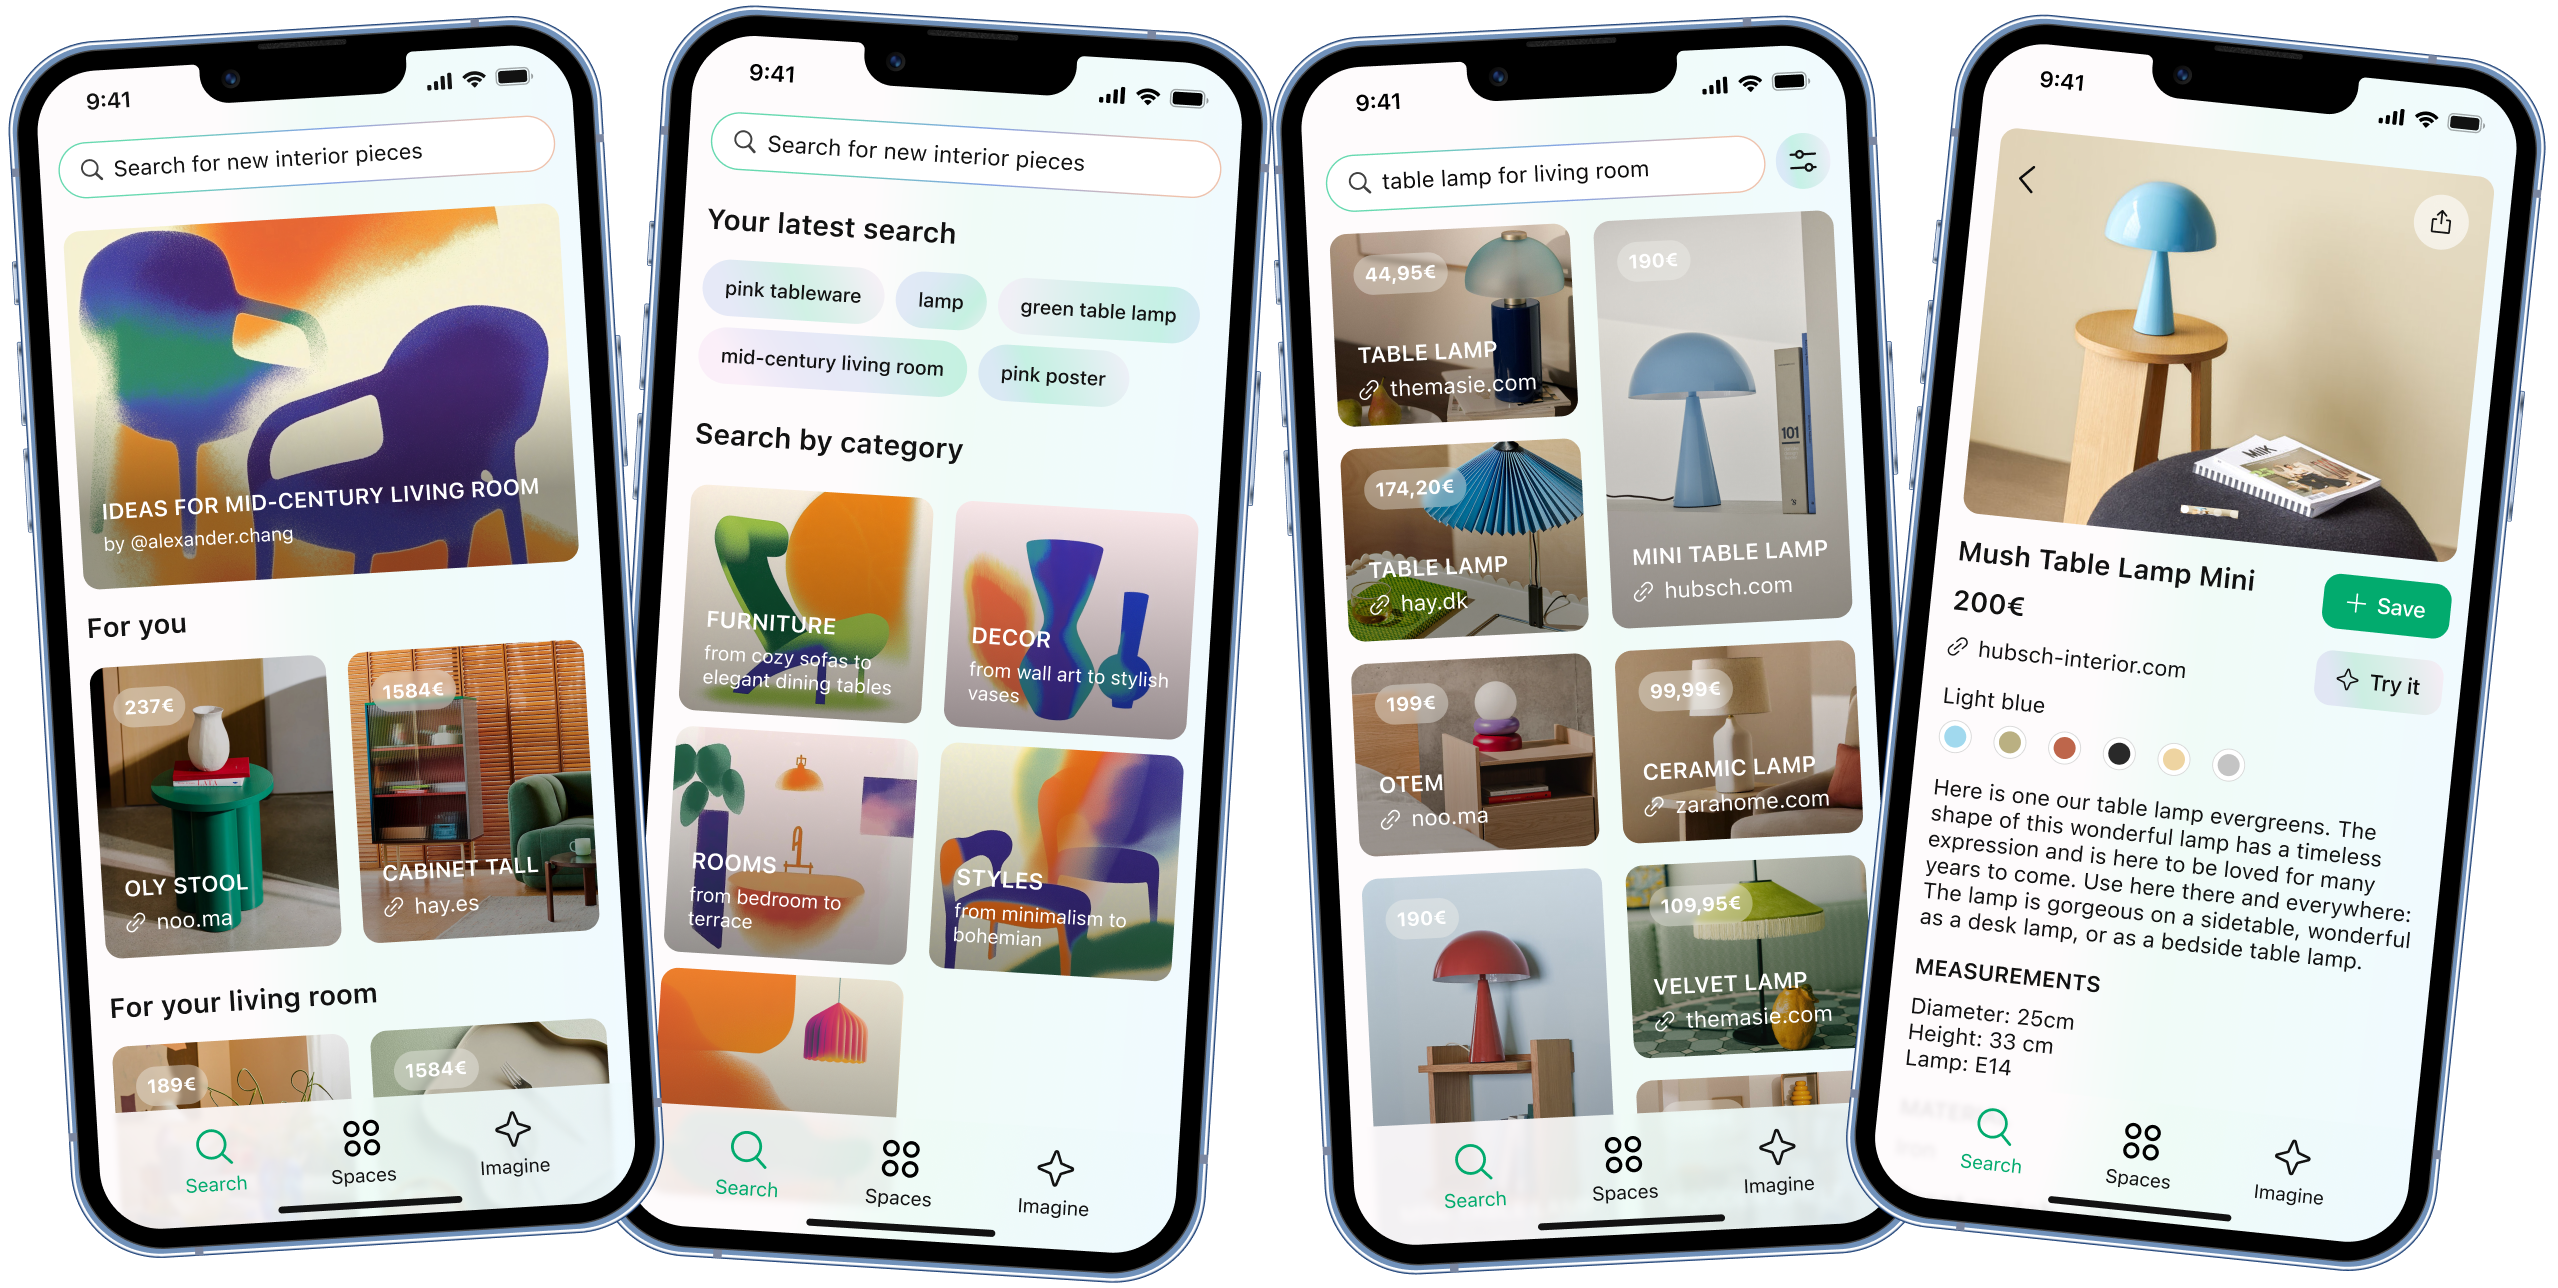 9:41
Search for new interior pieces
IDEAS FOR MID-CENTURY LIVING ROOM
by @alexander.chang
For you
237€
OLY STOOL
noo.ma
1584€
CABINET TALL
hay.es
For your living room
189€
1584€
Search
Spaces
Imagine
9:41
Search for new interior pieces
Your latest search
pink tableware
lamp
green table lamp
mid-century living room
pink poster
Search by category
FURNITURE
from cozy sofas to
elegant dining tables
DECOR
from wall art to stylish
vases
ROOMS
from bedroom to
terrace
STYLES
from minimalism to
bohemian
Search
Spaces
Imagine
9:41
table lamp for living room
44,95€
TABLE LAMP
themasie.com
190€
101
MINI TABLE LAMP
hubsch.com
174,20€
TABLE LAMP
hay.dk
199€
OTEM
noo.ma
99,99€
CERAMIC LAMP
zarahome.com
190€
109,95€
VELVET LAMP
themasie.com
Search
Spaces
Imagine
9:41
MilK
Mush Table Lamp Mini
200€
Save
hubsch-interior.com
Try it
Light blue
Here is one our table lamp evergreens. The
shape of this wonderful lamp has a timeless
expression and is here to be loved for many
years to come. Use here there and everywhere:
The lamp is gorgeous on a sidetable, wonderful
as a desk lamp, or as a bedside table lamp.
MEASUREMENTS
Diameter: 25cm
Height: 33 cm
Lamp: E14
Search
Spaces
Imagine